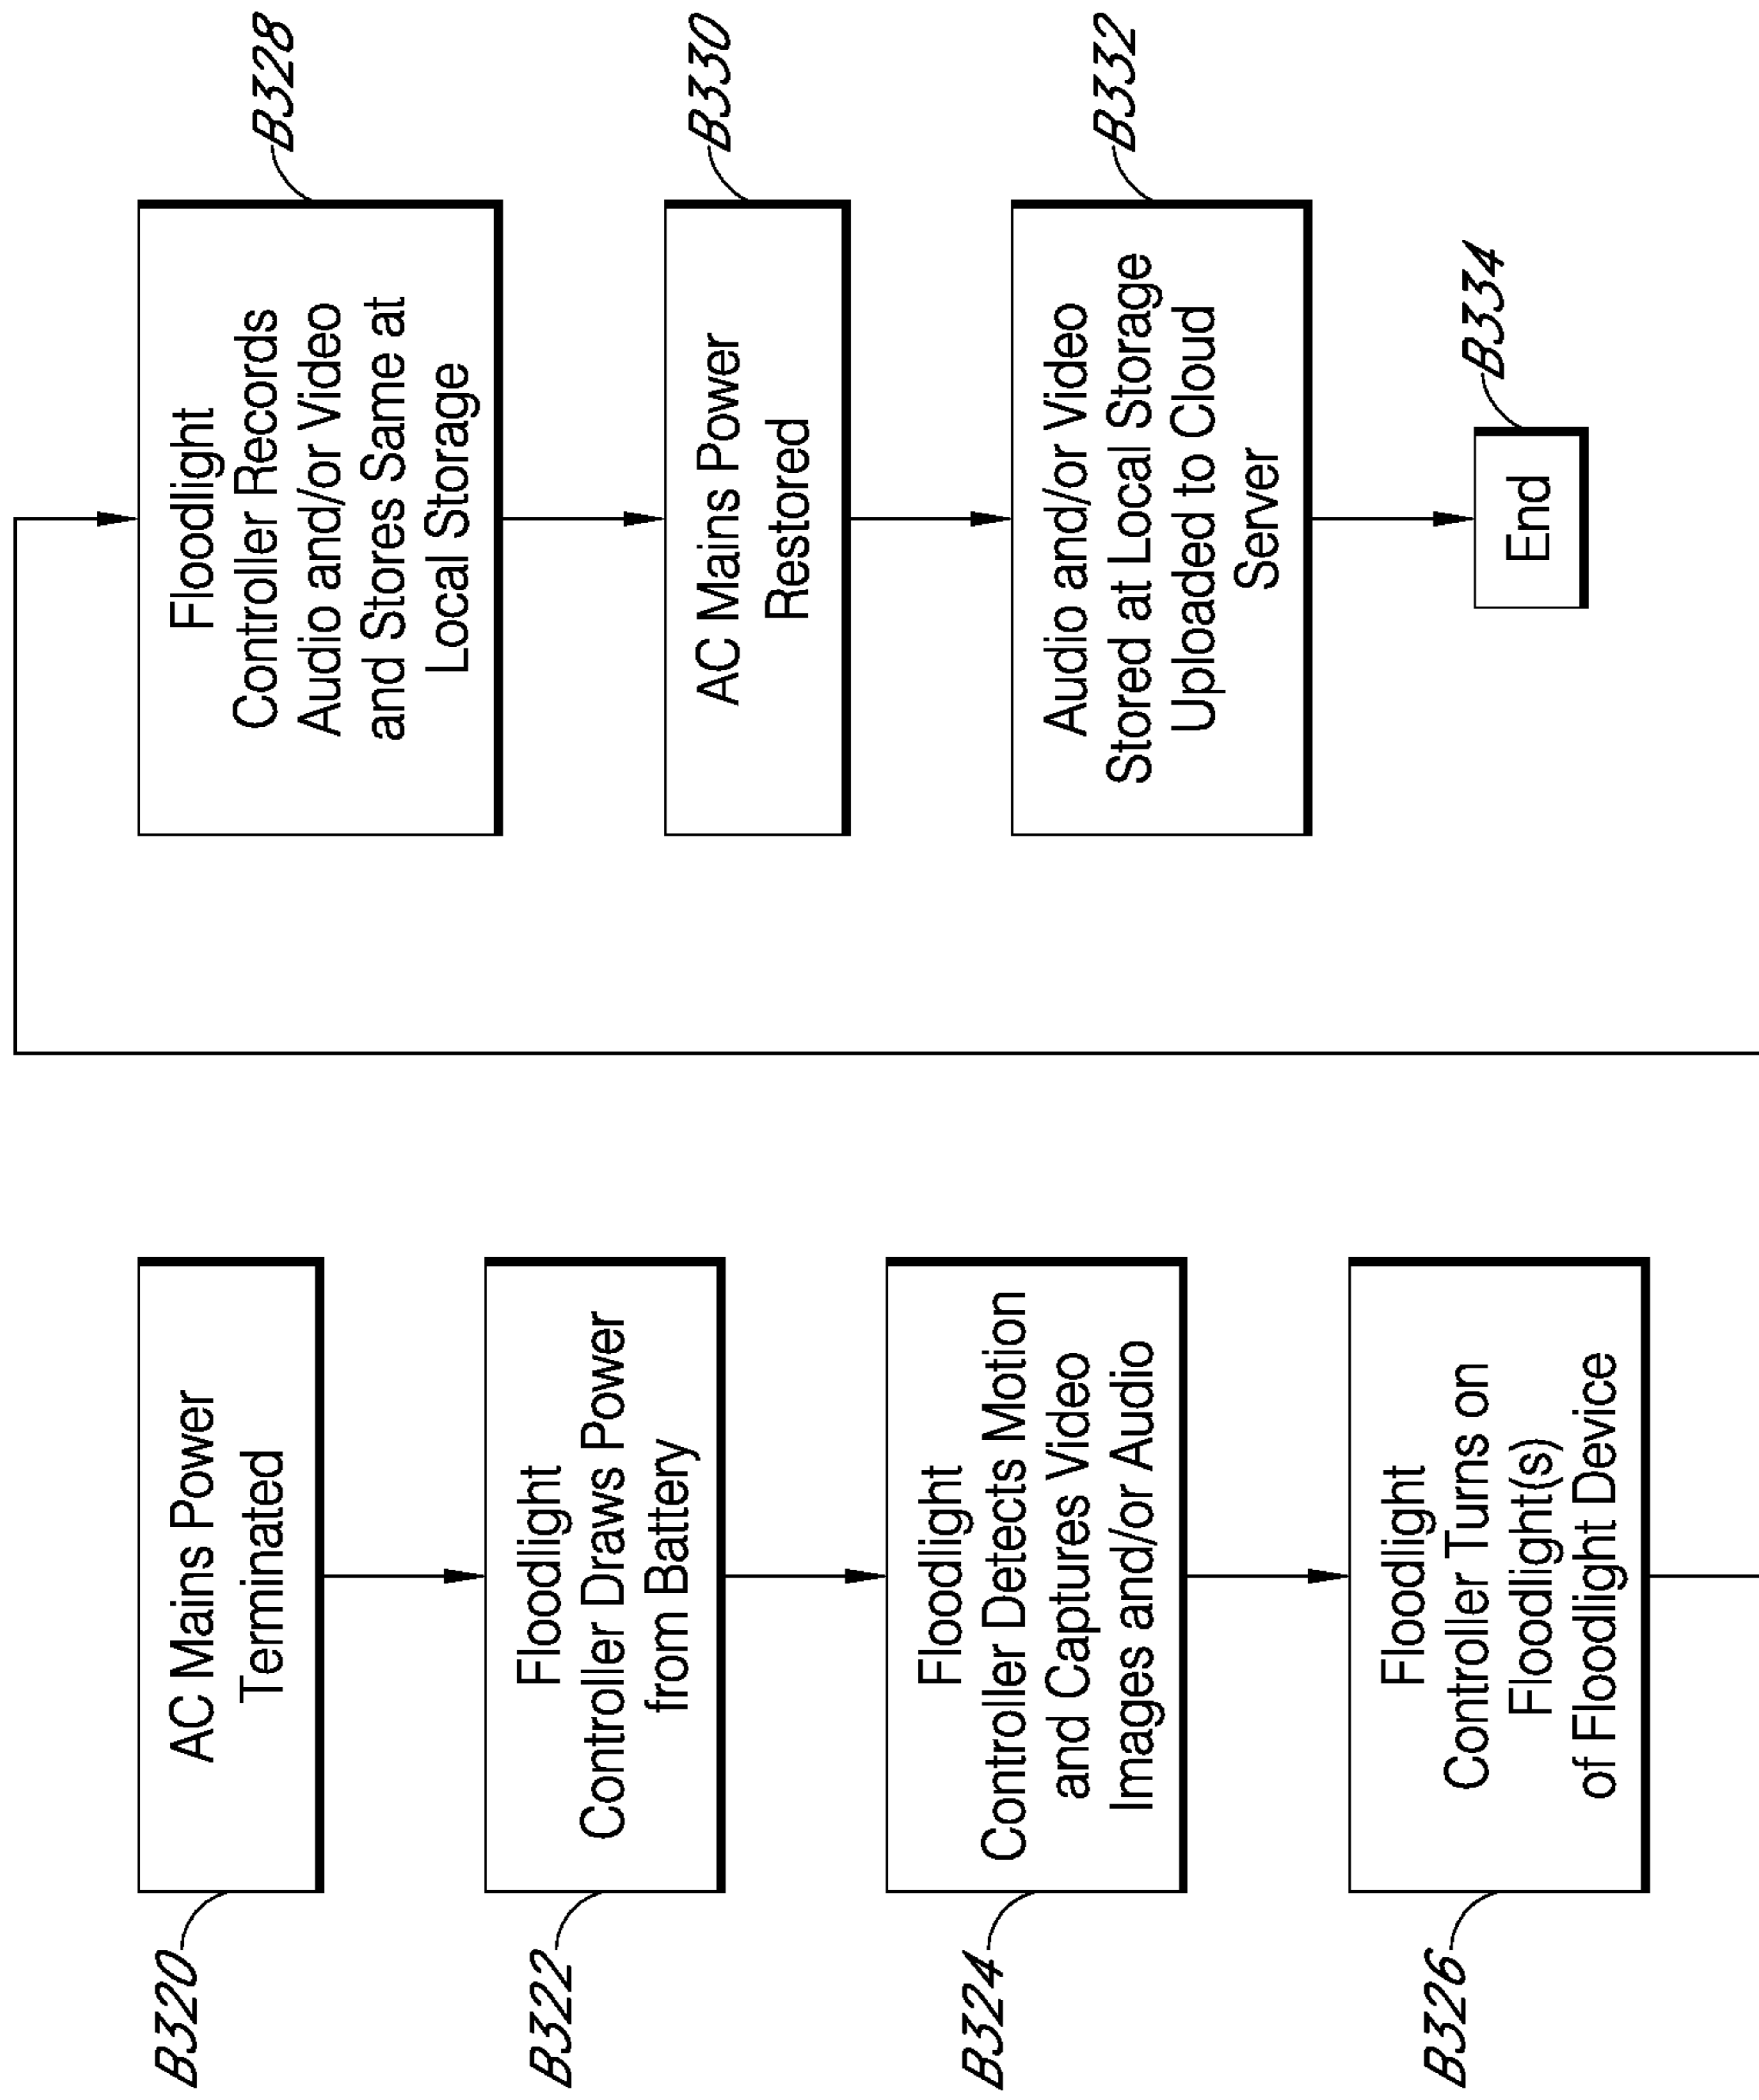 B320
AC Mains Power
Terminated
B322
Floodlight
Controller Draws Power
from Battery
B324
Floodlight
Controller Detects Motion
and Captures Video
Images and/or Audio
B326
Floodlight
Controller Turns on
Floodlight(s)
of Floodlight Device
B328
Floodlight
Controller Records
Audio and/or Video
and Stores Same at
Local Storage
B330
AC Mains Power
Restored
B332
Audio and/or Video
Stored at Local Storage
Uploaded to Cloud
Server
B334
End